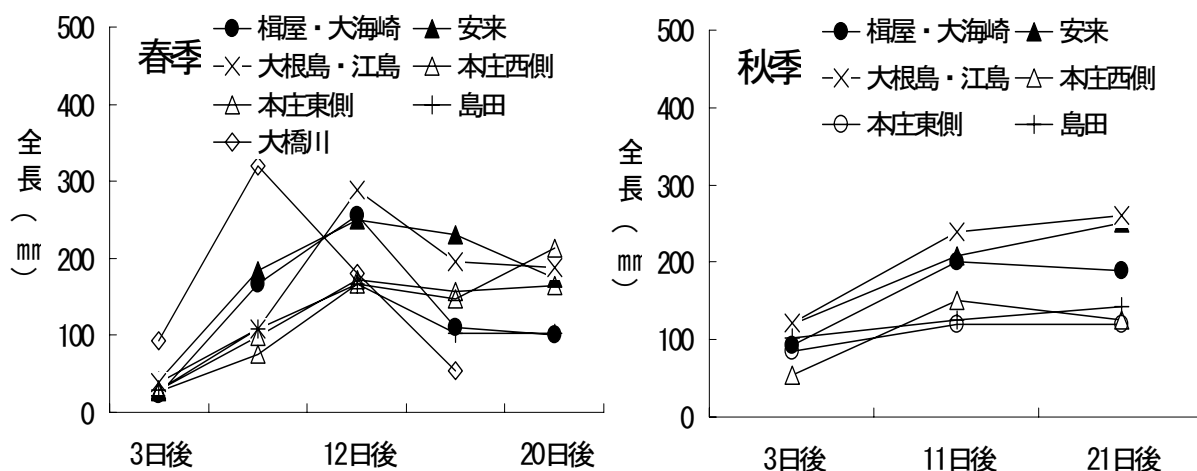 500
400
300
200
100
0
全長(mm)
春季
楫屋・大海崎
安来
大根島・江島
本庄西側
本庄東側
島田
大橋川
3日後
12日後
20日後
500
400
300
200
100
0
全長(mm)
秋季
楫屋・大海崎
安来
大根島・江島
本庄西側
本庄東側
島田
3日後
11日後
21日後